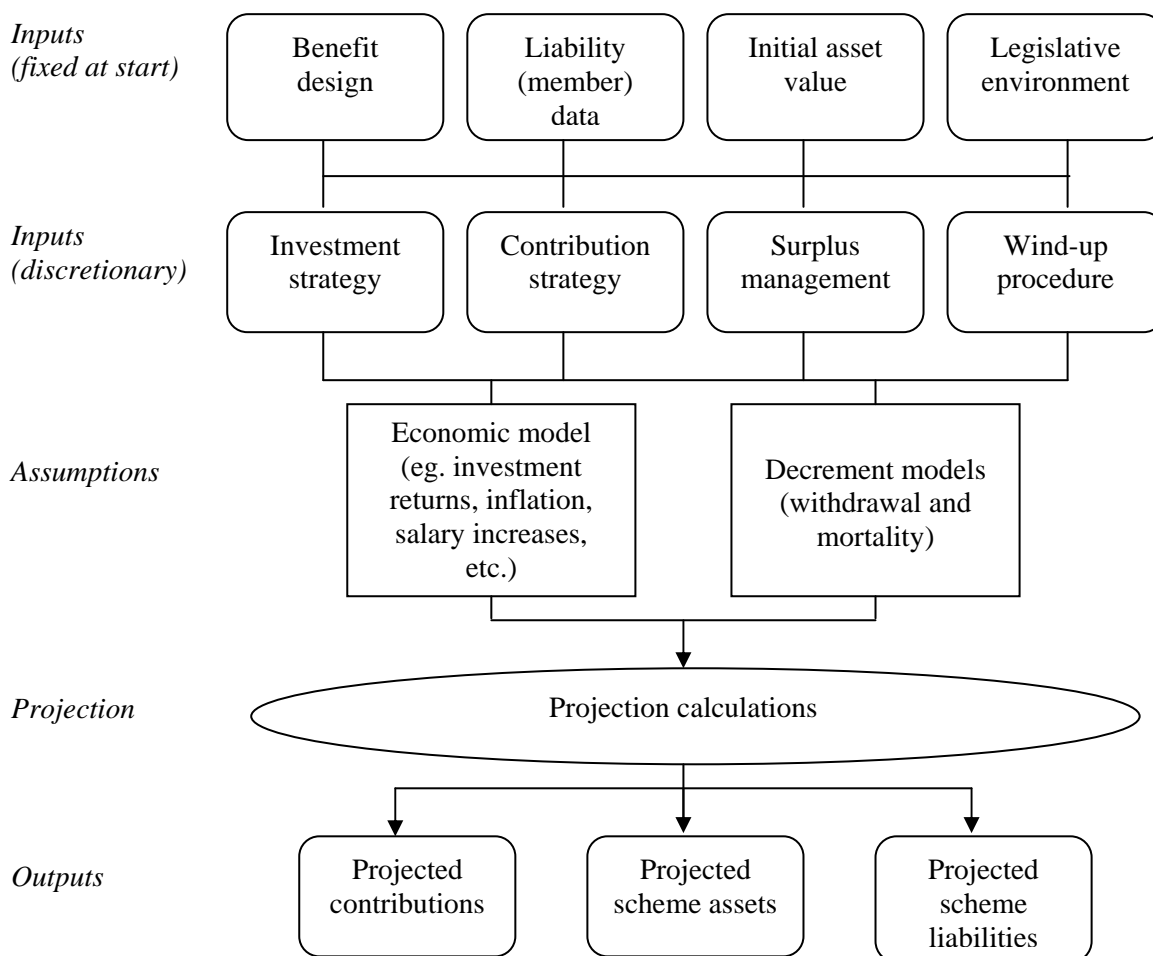 Inputs
(fixed at start)
Benefit
design
Liability
(member)
data
Initial asset
value
Legislative
environment
Inputs
(discretionary)
Investment
strategy
Contribution
strategy
Surplus
management
Wind-up
procedure
Assumptions
Economic model
(eg. investment
returns, inflation,
salary increases,
etc.)
Decrement models
(withdrawal and
mortality)
Projection
Projection calculations
Outputs
Projected
contributions
Projected
scheme assets
Projected
scheme
liabilities